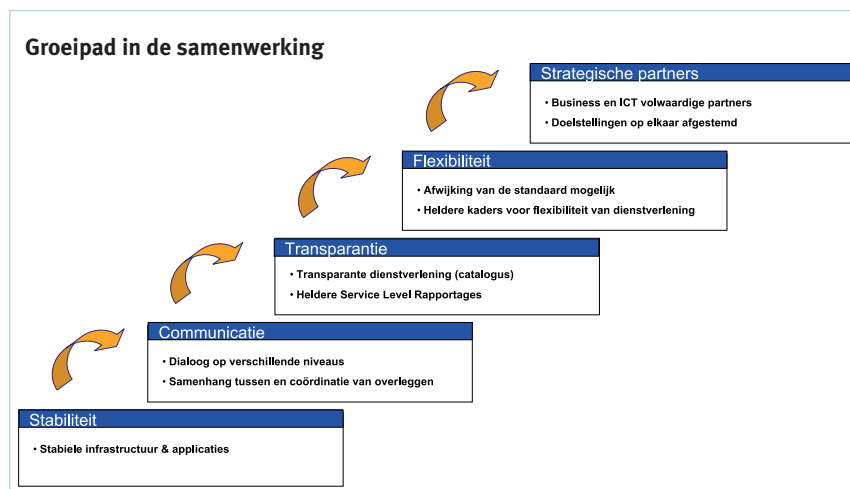 Groeipad in de samenwerking
Strategische partners
• Business en ICT volwaardige partners
• Doelstellingen op elkaar afgestemd
Flexibiliteit
• Afwijking van de standaard mogelijk
• Heldere kaders voor flexibiliteit van dienstverlening
Transparantie
• Transparante dienstverlening (catalogus)
• Heldere Service Level Rapportages
Communicatie
• Dialoog op verschillende niveaus
• Samenhang tussen en coördinatie van overleggen
Stabiliteit
• Stabiele infrastructuur & applicaties